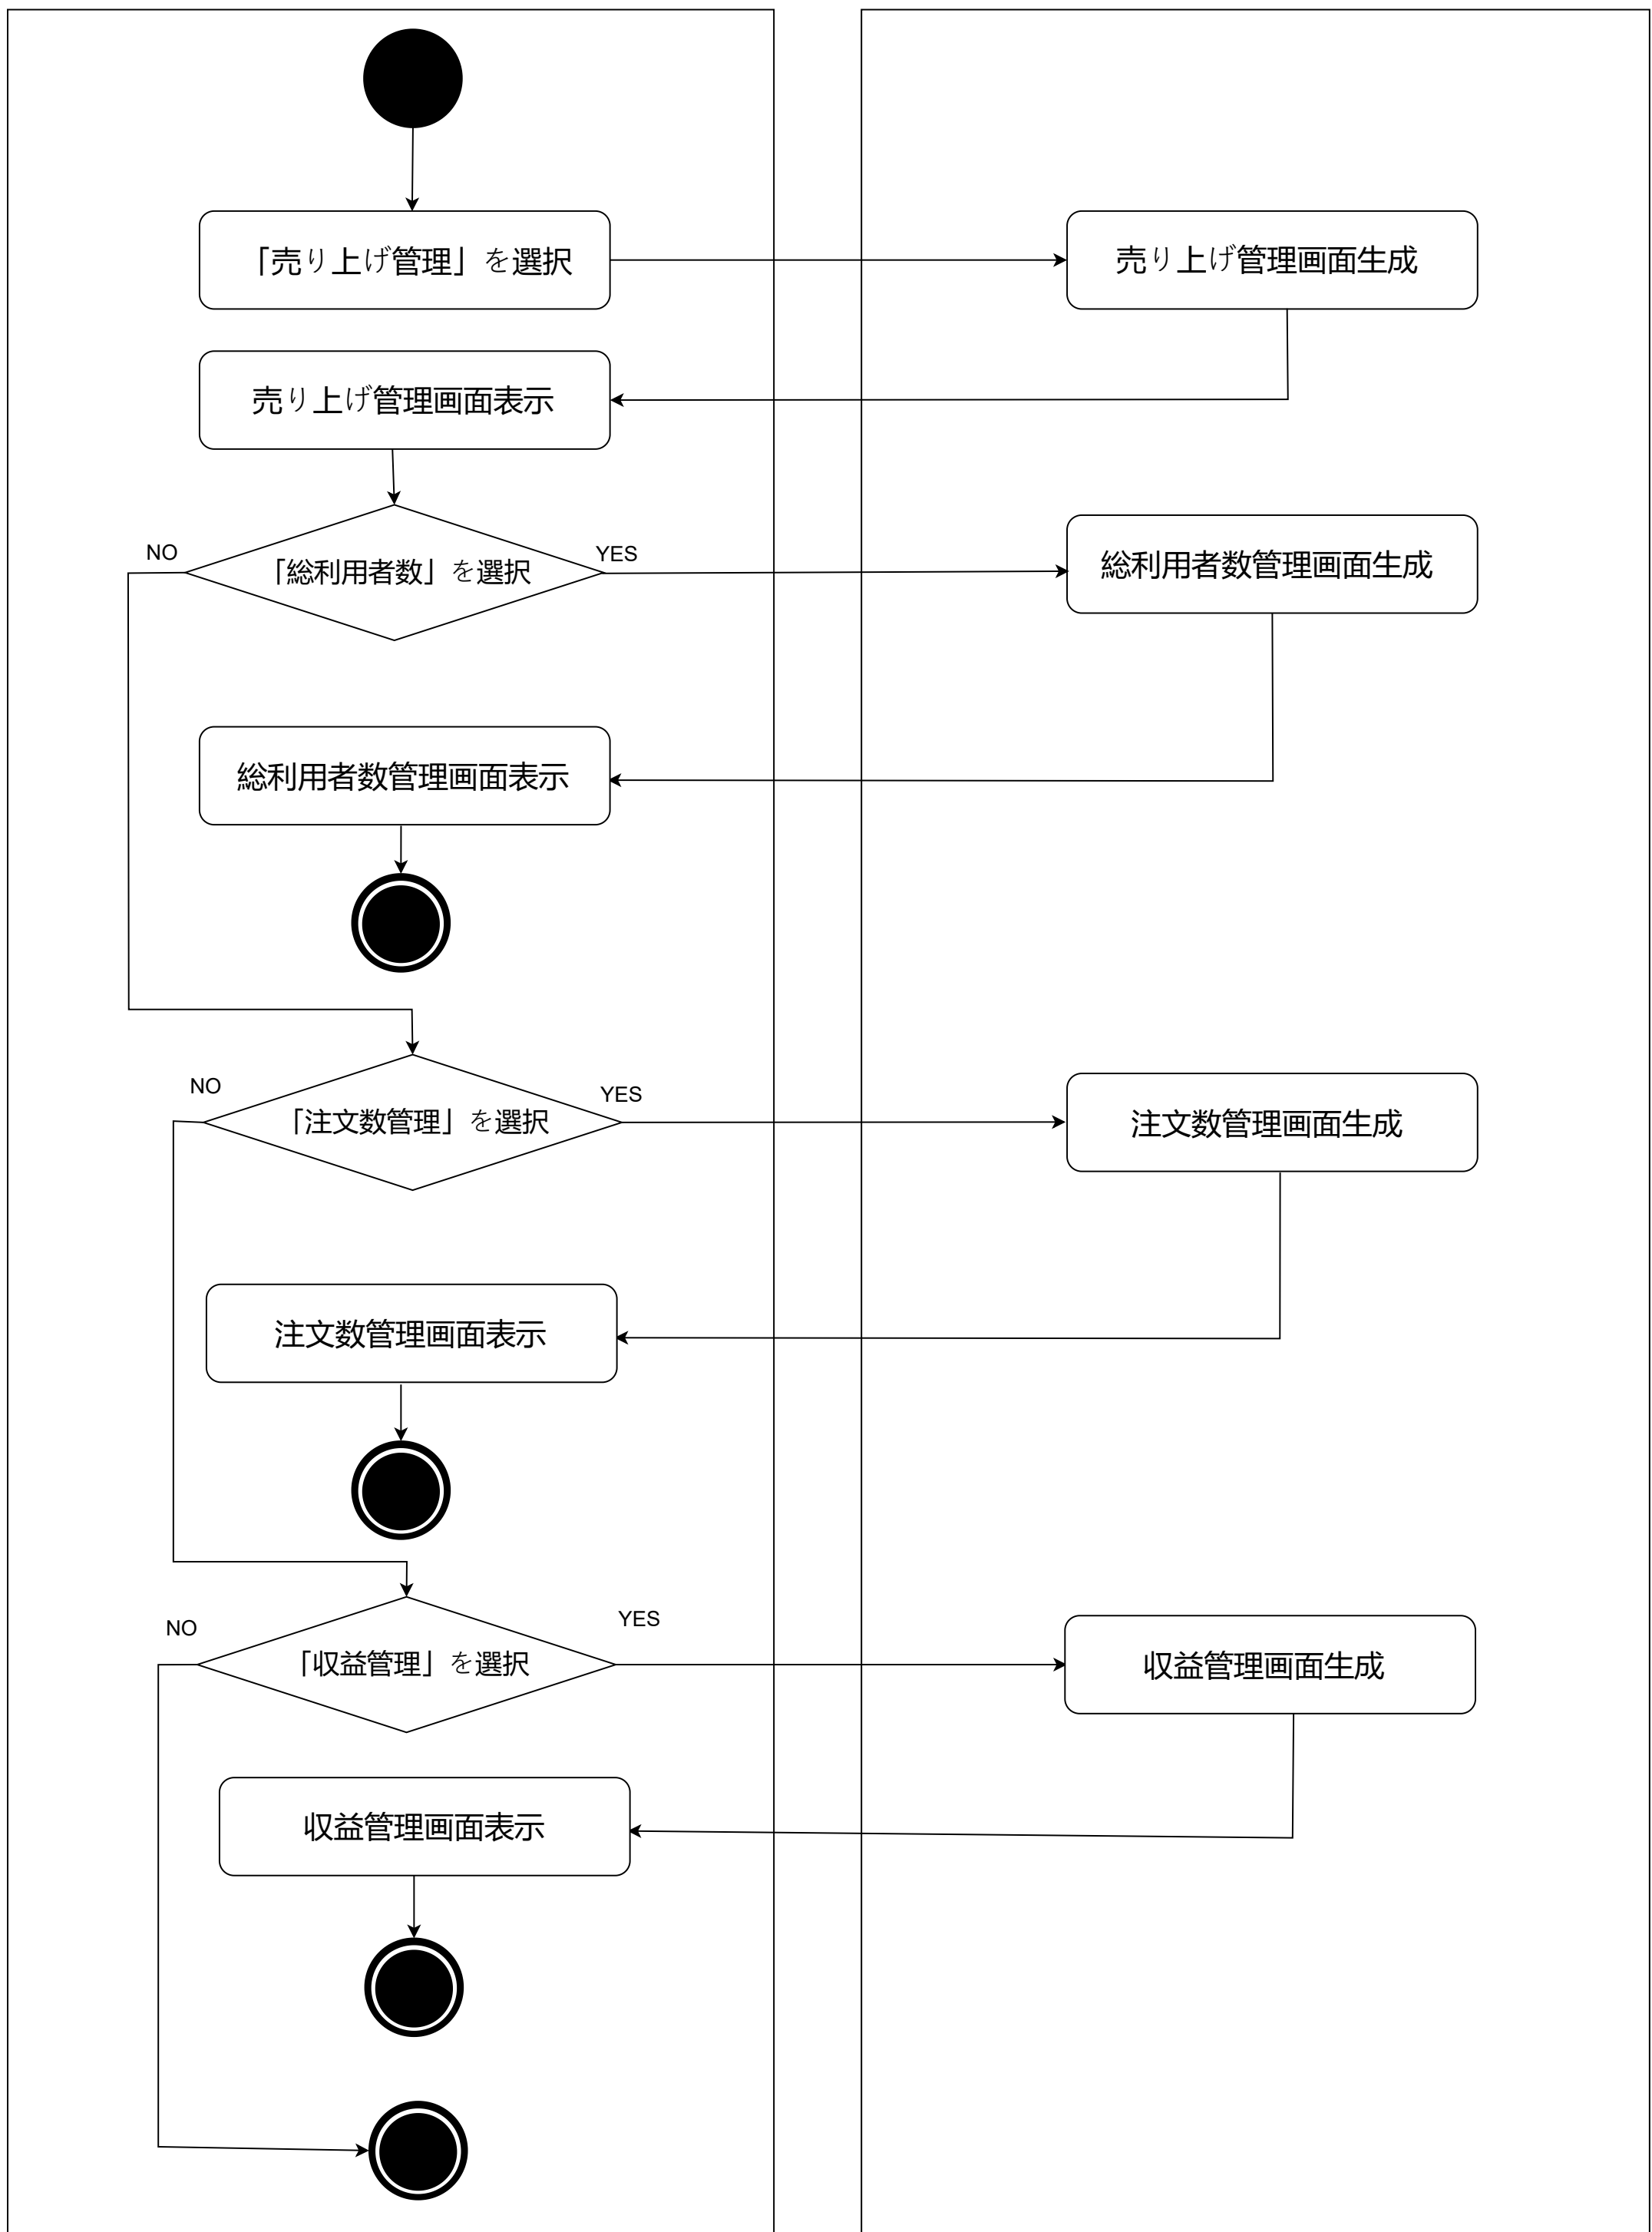 「売り上げ管理」を選択
売り上げ管理画面生成
売り上げ管理画面表示
NO
YES
「総利用者数」を選択
総利用者数管理画面生成
総利用者数管理画面表示
NO
YES
「注文数管理」を選択
注文数管理画面生成
注文数管理画面表示
NO
YES
「収益管理」を選択
収益管理画面生成
収益管理画面表示